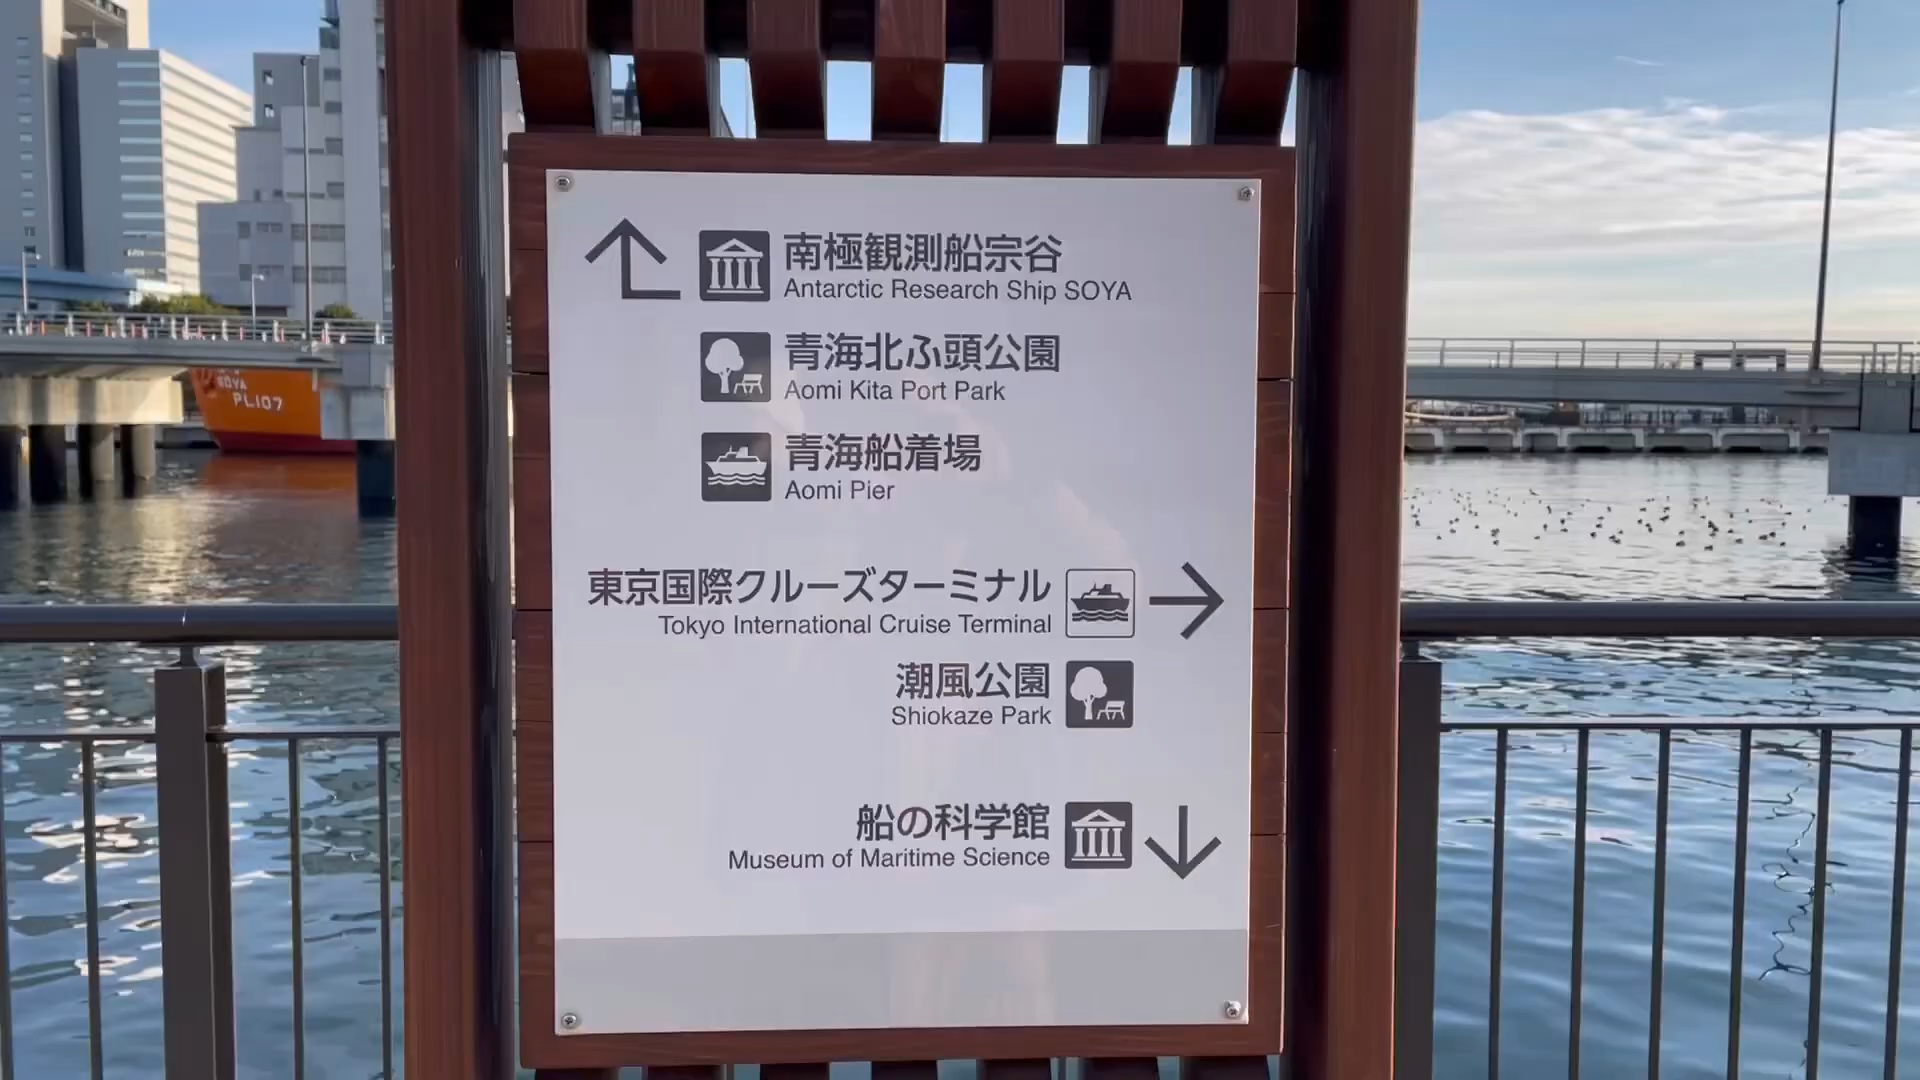 南極観測船宗谷
Antarctic Research Ship SOYA
青海北ふ頭公園
Aomi Kita Port Park
青海船着場
Aomi Pier
東京国際クルーズターミナル
Tokyo International Cruise Terminal
潮風公園
Shiokaze Park
船の科学館
Museum of Maritime Science
SOYA
PL107